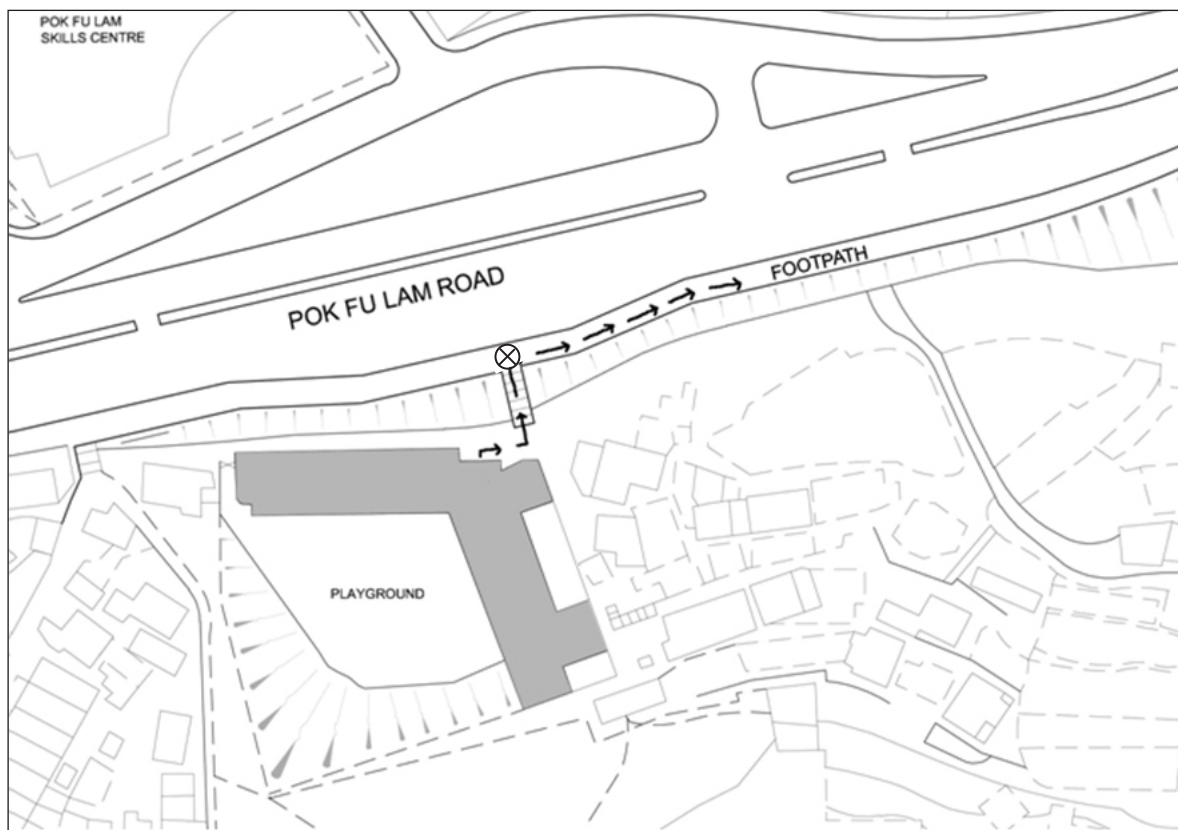 POK FU LAM
SKILLS CENTRE
POK FU LAM ROAD
FOOTPATH
PLAYGROUND